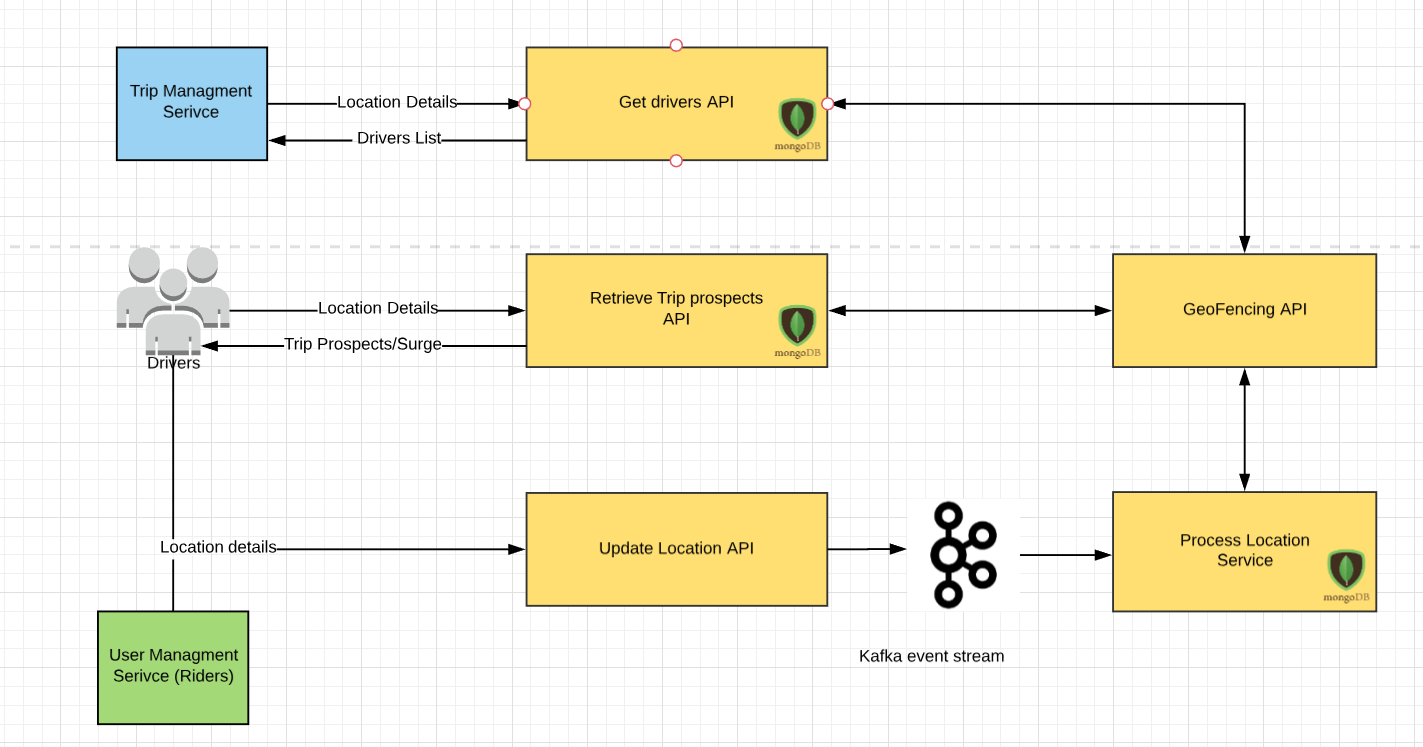 Trip Managment
Serivce
Location Details
Drivers List
Get drivers API
mongoDB
Drivers
Location Details
Trip Prospects/Surge
Retrieve Trip prospects
API
mongoDB
GeoFencing API
Location details
Update Location API
Kafka event stream
Process Location
Service
mongoDB
User Managment
Serivce (Riders)